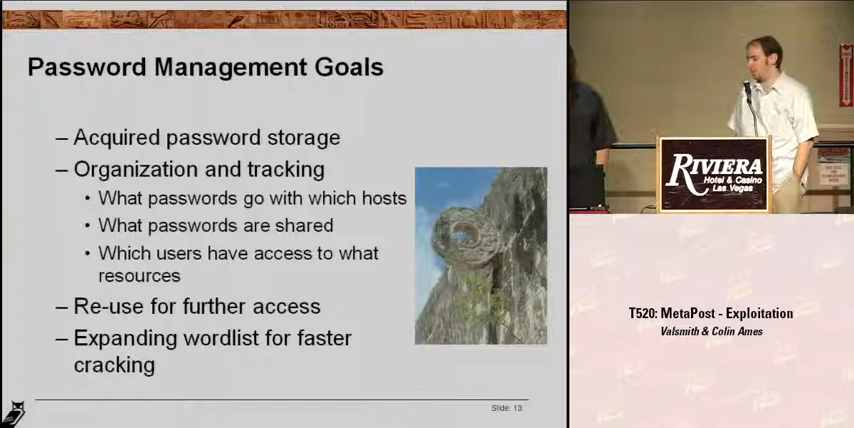 Password Management Goals
– Acquired password storage
– Organization and tracking
• What passwords go with which hosts
• What passwords are shared
• Which users have access to what
resources
– Re-use for further access
– Expanding wordlist for faster
cracking
Slide: 13
RIVIERA
Hotel & Casino
Las Vegas
T520: MetaPost - Exploitation
Valsmith & Colin Ames